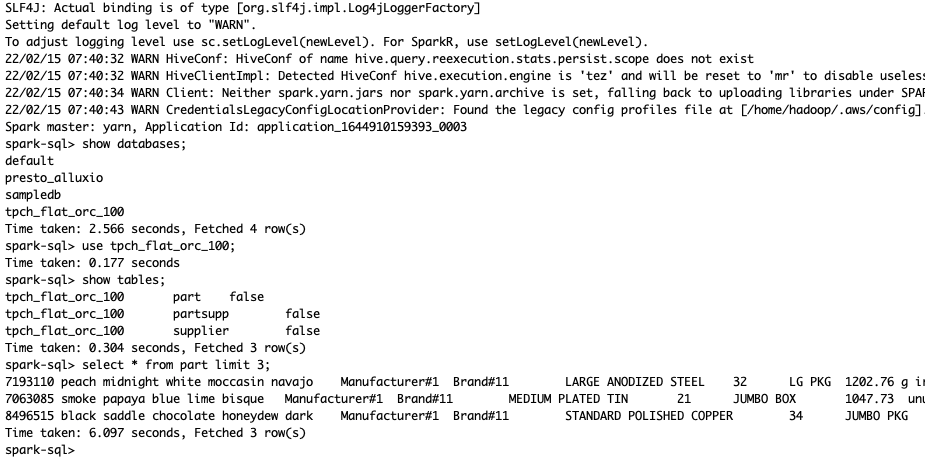 SLF4J: Actual binding is of type [org.slf4j.impl.Log4jLoggerFactory]
Setting default log level to "WARN".
To adjust logging level use sc.setLogLevel(newLevel). For SparkR, use setLogLevel(newLevel).
22/02/15 07:40:32 WARN HiveConf: HiveConf of name hive.query.reexecution.stats.persist.scope does not exist
22/02/15 07:40:32 WARN HiveClientImpl: Detected HiveConf hive.execution.engine is 'tez' and will be reset to 'mr' to disable useless
22/02/15 07:40:34 WARN Client: Neither spark.yarn.jars nor spark.yarn.archive is set, falling back to uploading libraries under SPAR
22/02/15 07:40:43 WARN CredentialsLegacyConfigLocationProvider: Found the legacy config profiles file at [/home/hadoop/.aws/config].
Spark master: yarn, Application Id: application_1644910159393_0003
spark-sql> show databases;
default
presto_alluxio
sampledb
tpch_flat_orc_100
Time taken: 2.566 seconds, Fetched 4 row(s)
spark-sql> use tpch_flat_orc_100;
Time taken: 0.177 seconds
spark-sql> show tables;
tpch_flat_orc_100 part false
tpch_flat_orc_100 partsupp false
tpch_flat_orc_100 supplier false
Time taken: 0.304 seconds, Fetched 3 row(s)
spark-sql> select * from part limit 3;
7193110 peach midnight white moccasin navajo Manufacturer#1 Brand#11 LARGE ANODIZED STEEL 32 LG PKG 1202.76 g in
7063085 smoke papaya blue lime bisque Manufacturer#1 Brand#11 MEDIUM PLATED TIN 21 JUMBO BOX 1047.73 unu
8496515 black saddle chocolate honeydew dark Manufacturer#1 Brand#11 STANDARD POLISHED COPPER 34 JUMBO PKG
Time taken: 6.097 seconds, Fetched 3 row(s)
spark-sql>